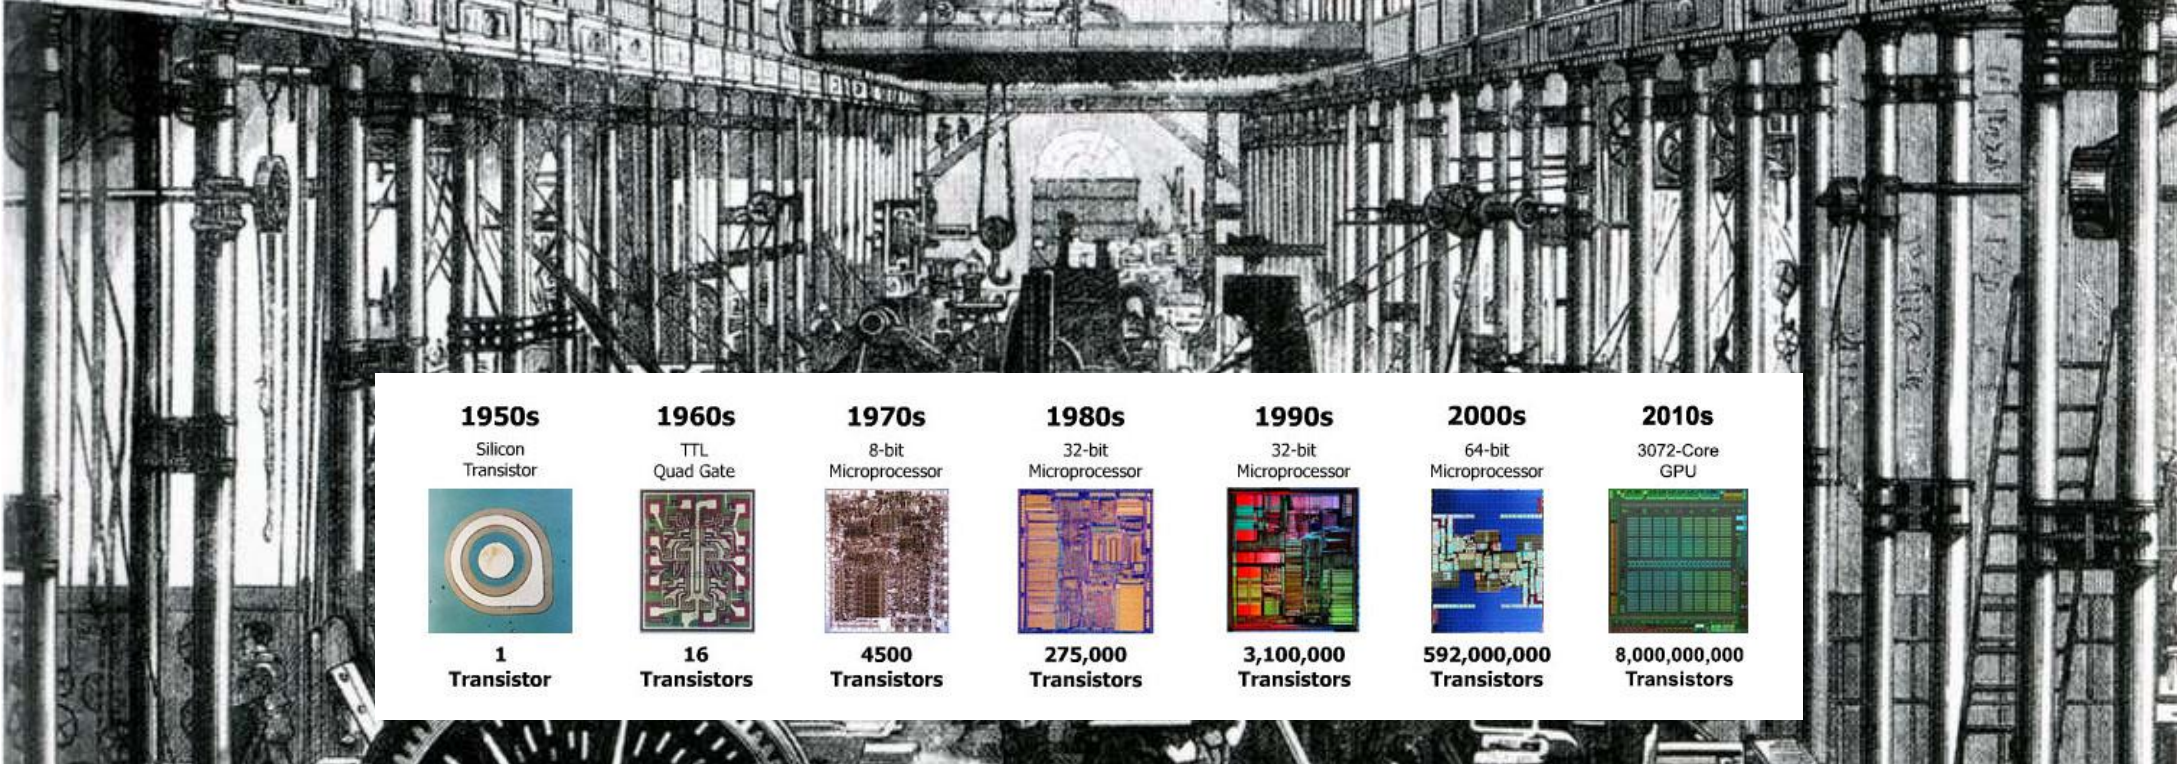 1950s
Silicon
Transistor
1
Transistor
1960s
TTL
Quad Gate
16
Transistors
1970s
8-bit
Microprocessor
4500
Transistors
1980s
32-bit
Microprocessor
275,000
Transistors
1990s
32-bit
Microprocessor
3,100,000
Transistors
2000s
64-bit
Microprocessor
592,000,000
Transistors
2010s
3072-Core
GPU
8,000,000,000
Transistors